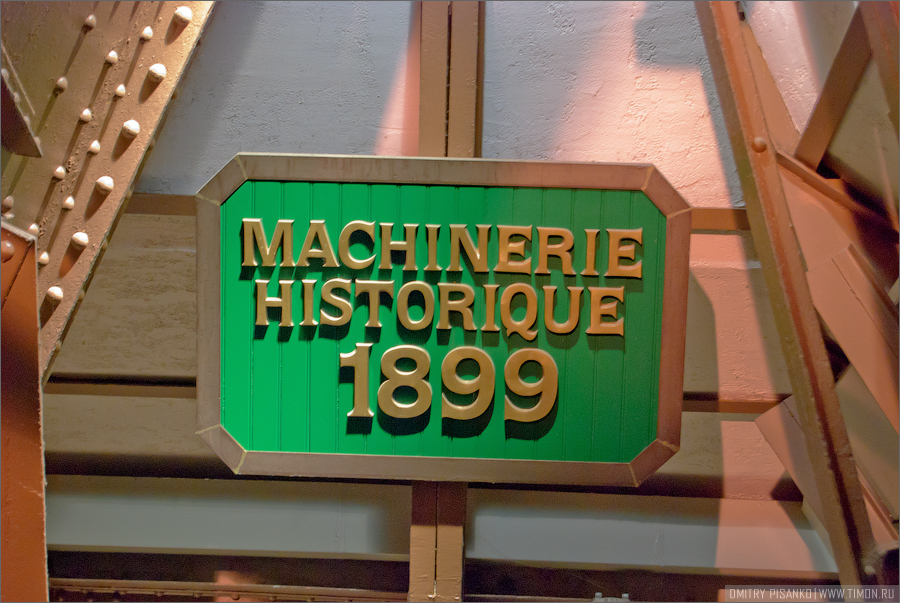 MACHINERIE
HISTORIQUE
1899
DMITRY PISANKO|WWW.TIMON.RU